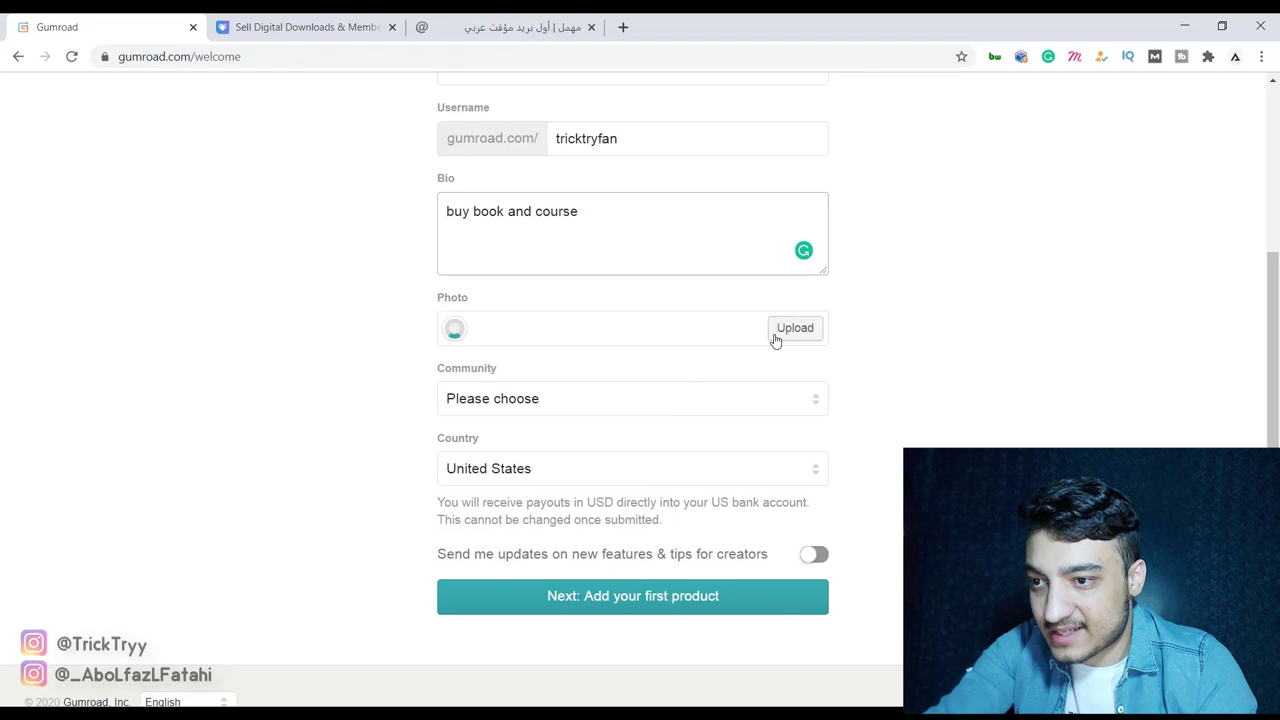 Gumroad
Sell Digital Downloads & Membe
مهمل | أول بريد مؤقت عربي
gumroad.com/welcome
Username
gumroad.com/ tricktryfan
Bio
buy book and course
Photo
Upload
Community
Please choose
Country
United States
You will receive payouts in USD directly into your US bank account.
This cannot be changed once submitted.
Send me updates on new features & tips for creators
Next: Add your first product
@TrickTryy
@_AboLfazLFatahi
© 2020 Gumroad, Inc. English